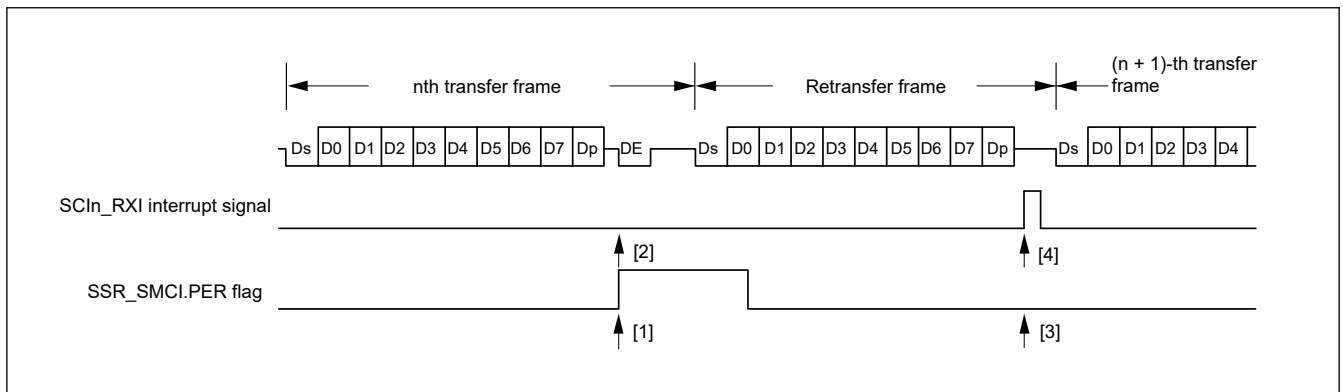 nth transfer frame
Retransfer frame
(n + 1)-th transfer
frame
Ds D0 D1 D2 D3 D4 D5 D6 D7 Dp DE Ds D0 D1 D2 D3 D4 D5 D6 D7 Dp Ds D0 D1 D2 D3 D4
SCIn_RXI interrupt signal
[2] [4]
SSR_SMCI.PER flag
[1] [3]